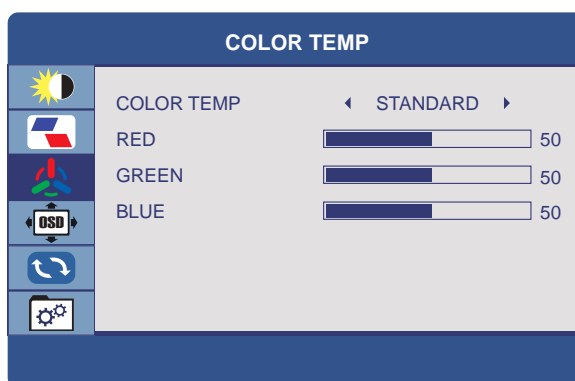 COLOR TEMP
COLOR TEMP STANDARD
RED 50
GREEN 50
BLUE 50
OSD